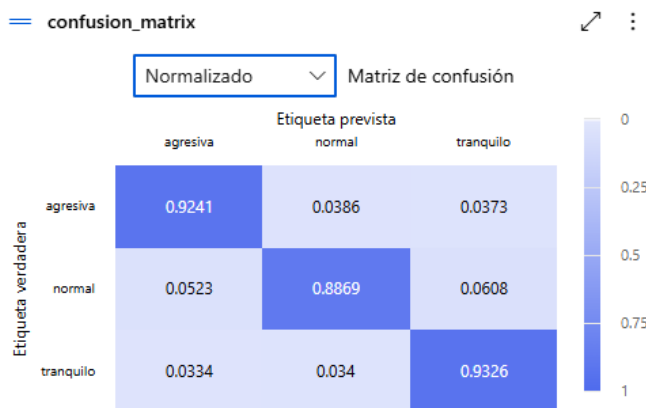 confusion_matrix
Normalizado
Matriz de confusión
Etiqueta prevista
agresiva normal tranquilo
Etiqueta verdadera
agresiva 0.9241 0.0386 0.0373
normal 0.0523 0.8869 0.0608
tranquilo 0.0334 0.034 0.9326
0
0.25
0.5
0.75
1